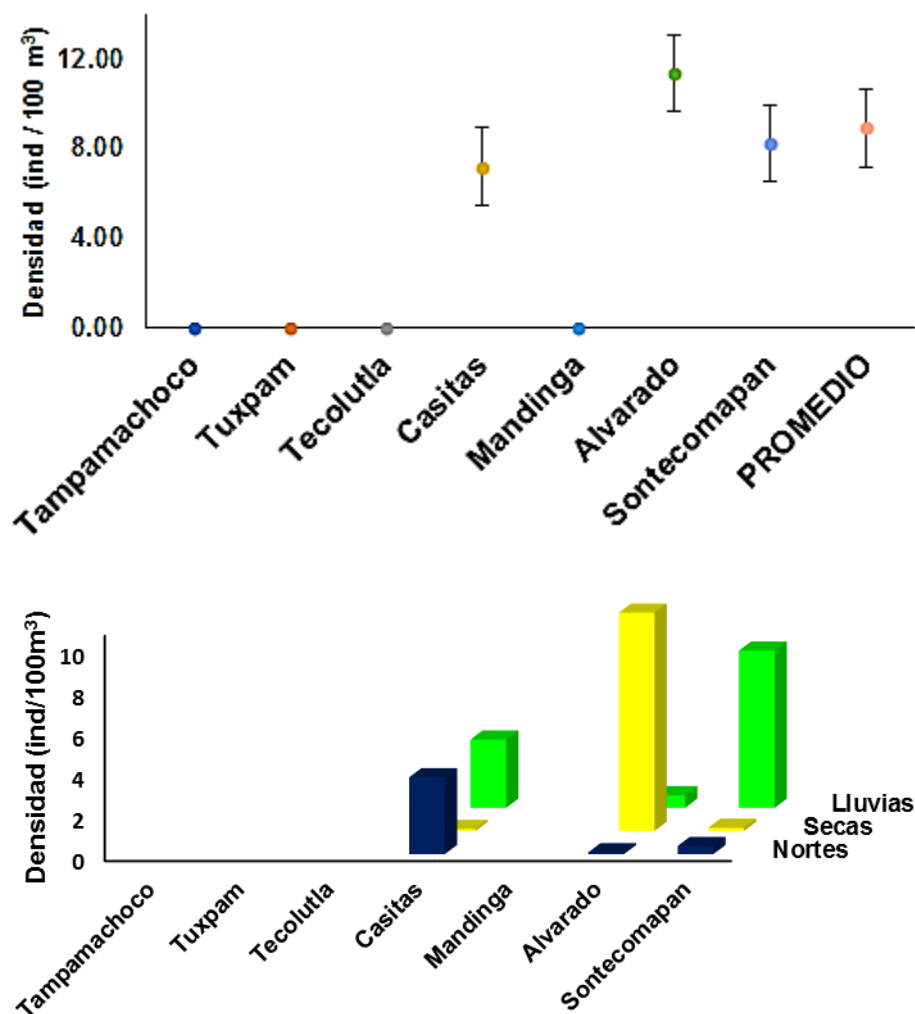 Densidad (ind / 100 m³)
12.00
8.00
4.00
0.00
Tampamachoco
Tuxpam
Tecolutla
Casitas
Mandinga
Alvarado
Sontecomapan
PROMEDIO
Densidad (ind/100m³)
10
8
6
4
2
0
Lluvias
Secas
Nortes
Tampamachoco
Tuxpam
Tecolutla
Casitas
Mandinga
Alvarado
Sontecomapan